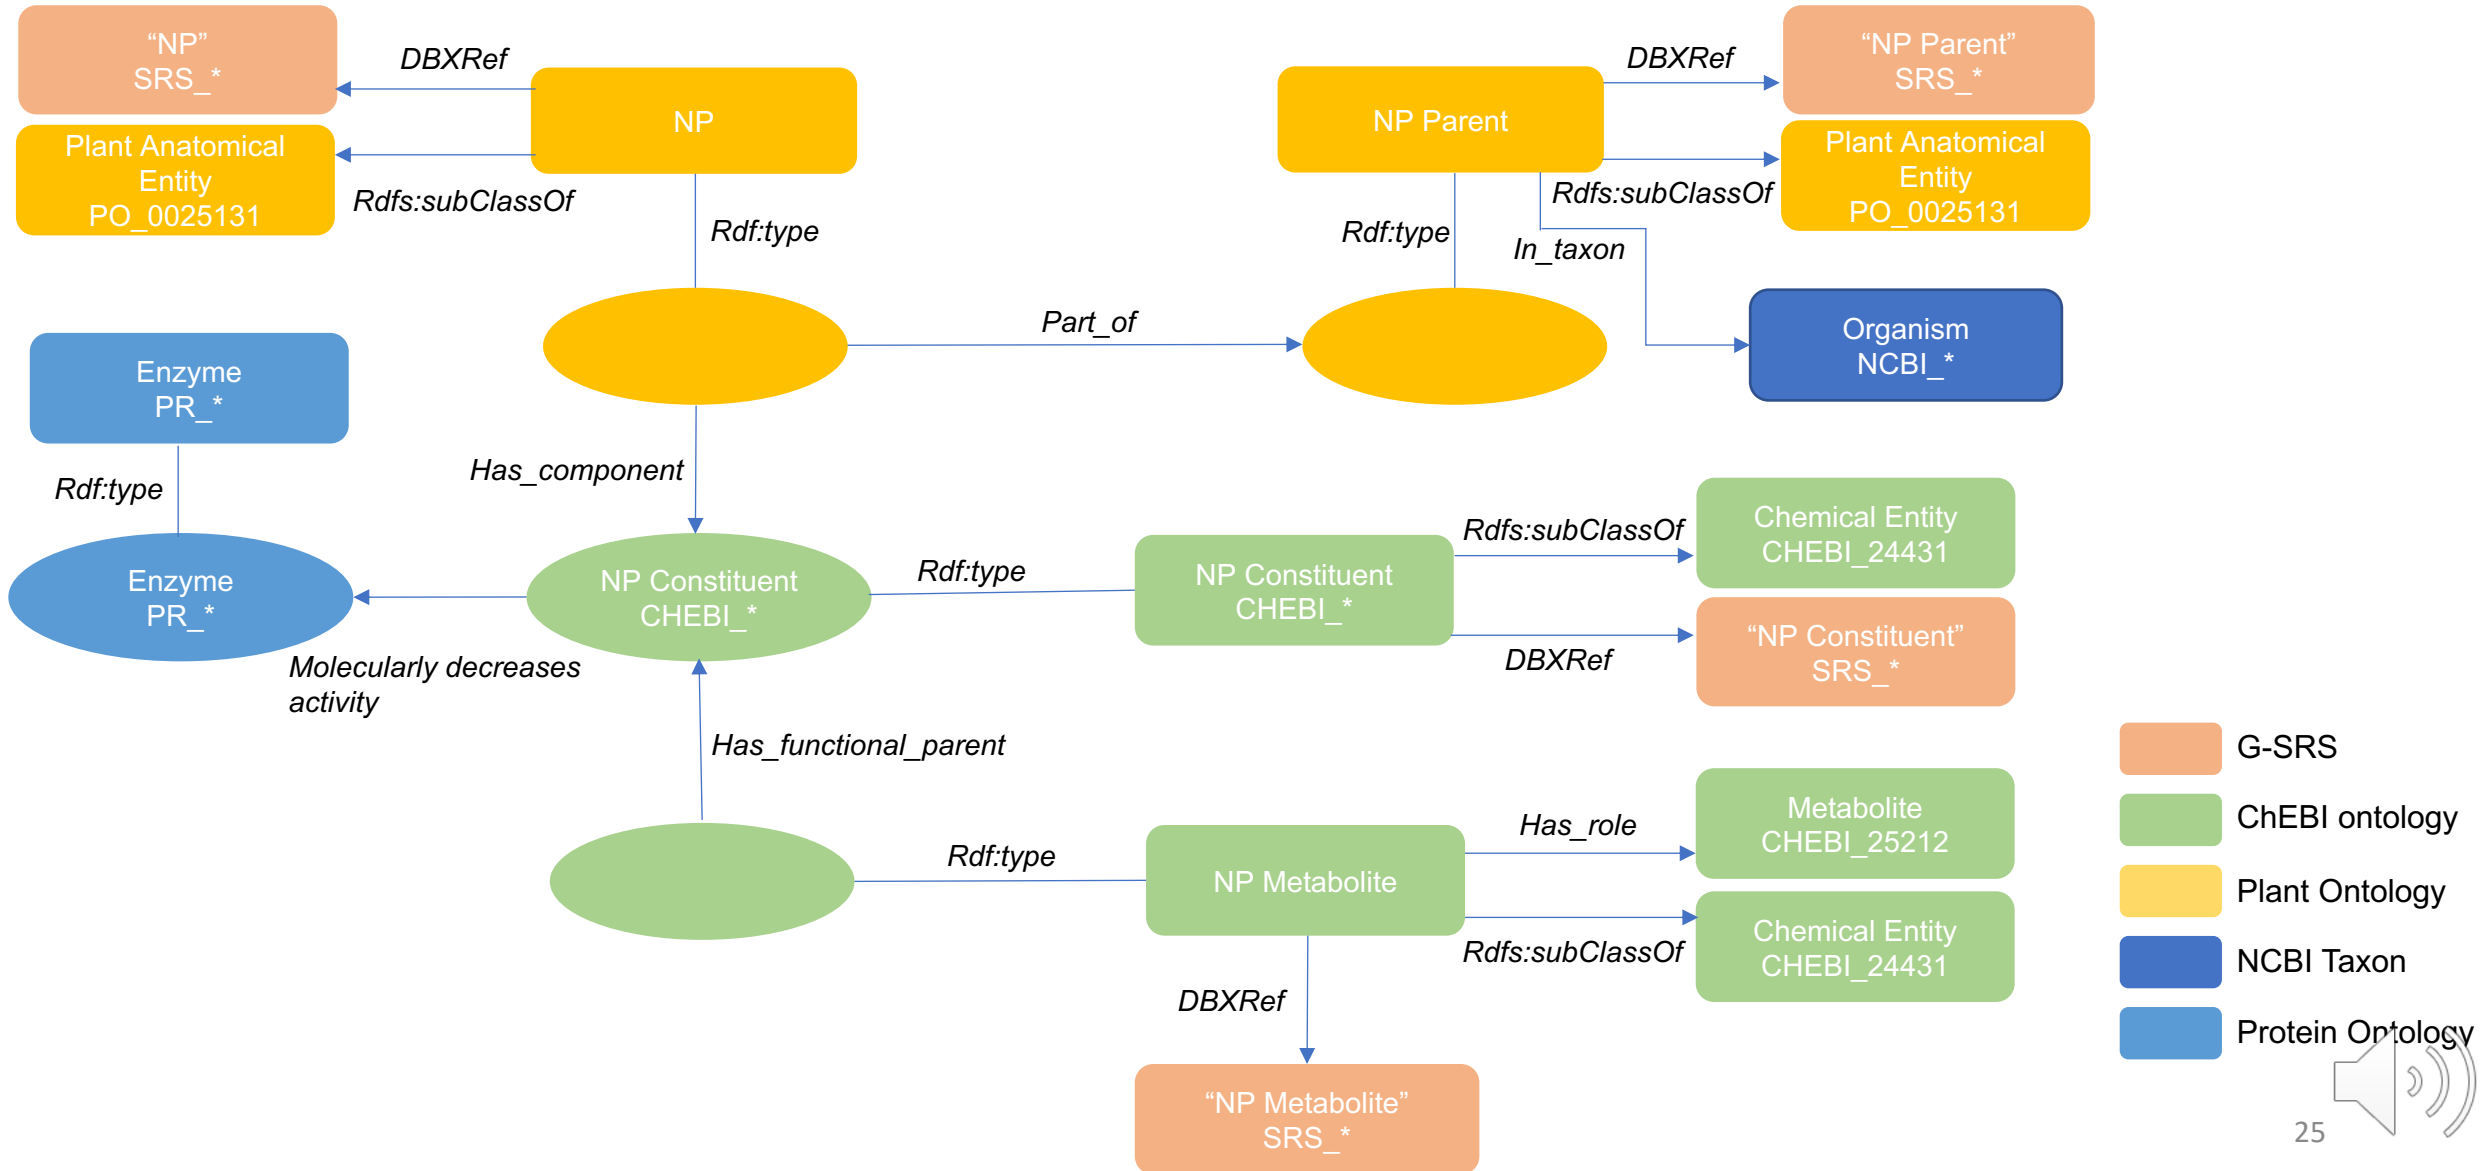 “NP”
SRS_*
DBXRef
NP
Plant Anatomical
Entity
PO_0025131
Rdfs:subClassOf
Rdf:type
NP Parent
DBXRef
“NP Parent”
SRS_*
Plant Anatomical
Entity
PO_0025131
Rdfs:subClassOf
Rdf:type
In_taxon
Organism
NCBI_*
Part_of
Enzyme
PR_*
Rdf:type
Has_component
Enzyme
PR_*
NP Constituent
CHEBI_*
Rdf:type
NP Constituent
CHEBI_*
Rdfs:subClassOf
Chemical Entity
CHEBI_24431
DBXRef
“NP Constituent”
SRS_*
Molecularly decreases
activity
Has_functional_parent
Rdf:type
NP Metabolite
Has_role
Metabolite
CHEBI_25212
Rdfs:subClassOf
Chemical Entity
CHEBI_24431
DBXRef
“NP Metabolite”
SRS_*
G-SRS
ChEBI ontology
Plant Ontology
NCBI Taxon
Protein Ontology
25